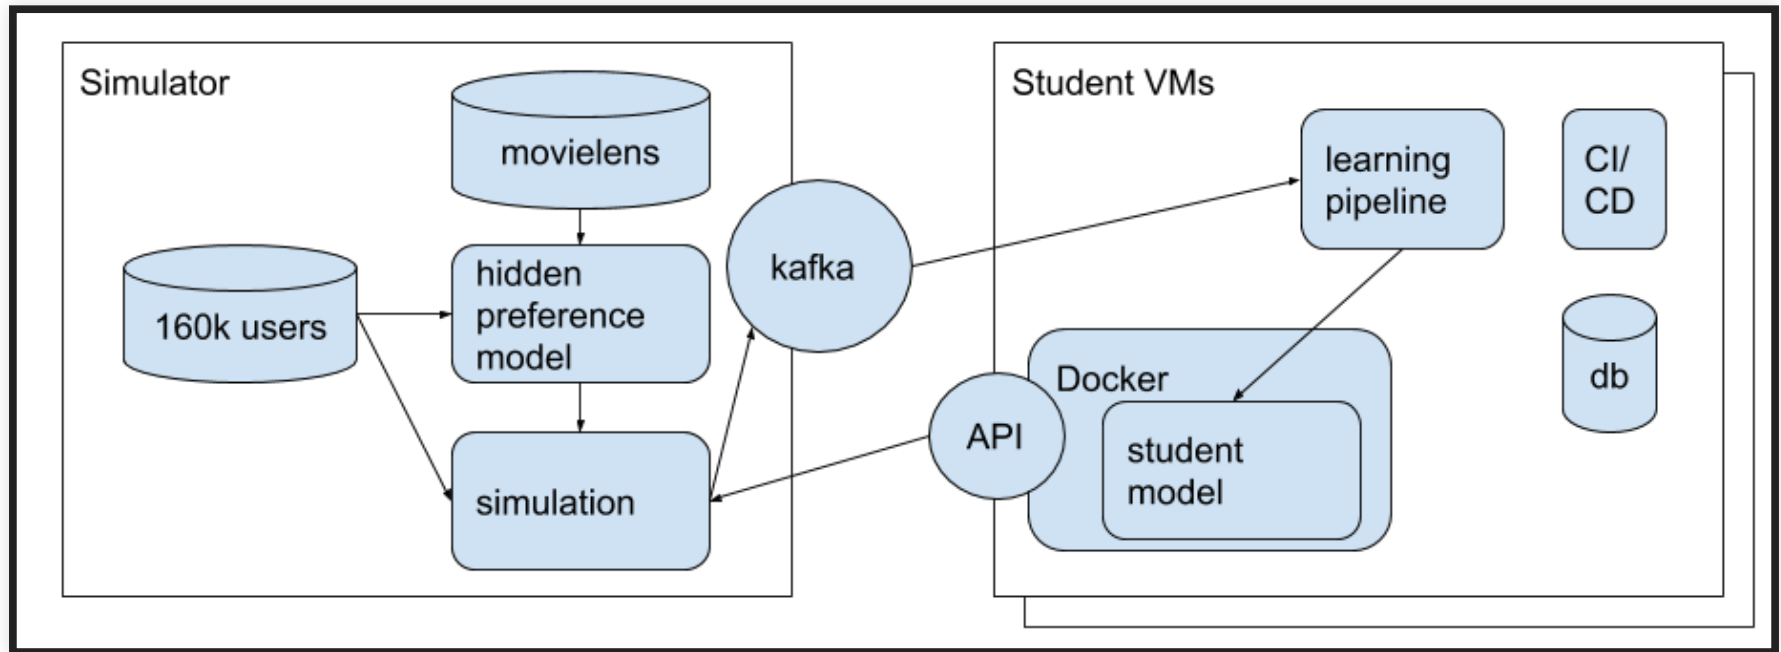 Simulator
movielens
160k users
hidden
preference
model
simulation
kafka
Student VMs
learning
pipeline
CI/
CD
Docker
API
student
model
db